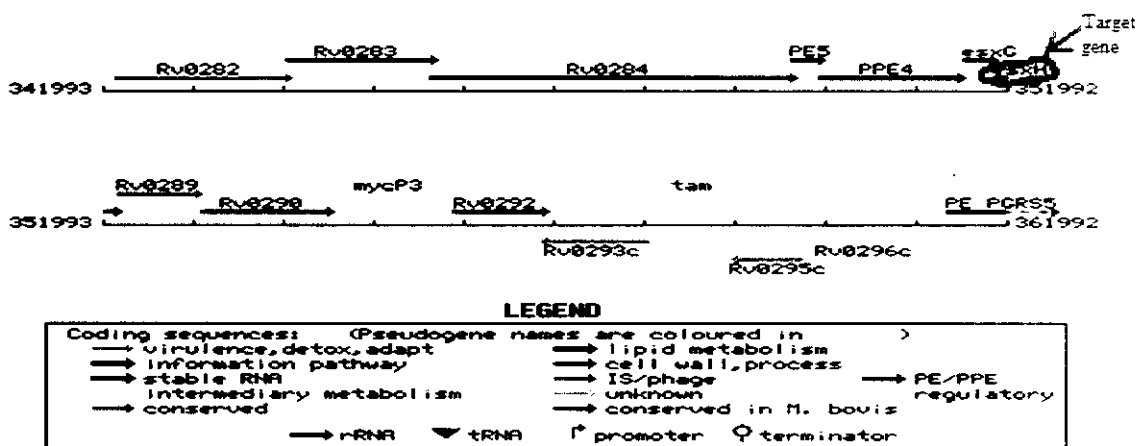 Target
gene
Rv0282 Rv0283 Rv0284 PE5 PPE4 esxG esxH
341993 351992
Rv0289 Rv0290 mycP3 Rv0292 tam PE_PGRS5
351993 361992
Rv0293c Rv0295c Rv0296c
LEGEND
Coding sequences: (Pseudogene names are coloured in )
virulence,detox,adapt lipid metabolism
information pathway cell wall,process
stable RNA IS/phage PE/PPE
intermediary metabolism unknown regulatory
conserved conserved in M. bovis
rRNA tRNA promoter terminator